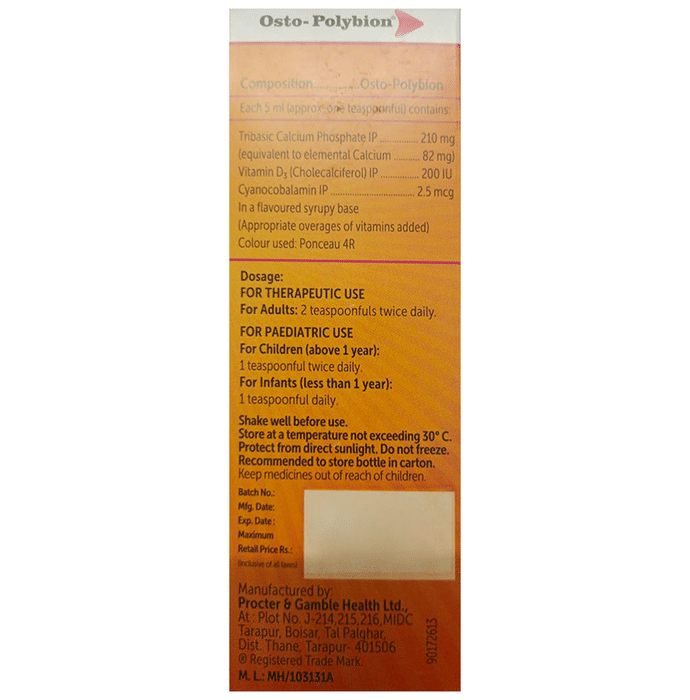 Osto-Polybion®
Composition.............. Osto-Polybion
Each 5 ml (approx. one teaspoonful) contains:
Tribasic Calcium Phosphate IP ............. 210 mg
(equivalent to elemental Calcium ......... 82 mg)
Vitamin D3 (Cholecalciferol) IP .............. 200 IU
Cyanocobalamin IP .............................. 2.5 mcg
In a flavoured syrupy base
(Appropriate overages of vitamins added)
Colour used: Ponceau 4R
Dosage:
FOR THERAPEUTIC USE
For Adults: 2 teaspoonfuls twice daily.
FOR PAEDIATRIC USE
For Children (above 1 year):
1 teaspoonful twice daily.
For Infants (less than 1 year):
1 teaspoonful daily.
Shake well before use.
Store at a temperature not exceeding 30° C.
Protect from direct sunlight. Do not freeze.
Recommended to store bottle in carton.
Keep medicines out of reach of children.
Batch No.:
Mfg. Date:
Exp. Date :
Maximum
Retail Price Rs.:
(Inclusive of all taxes)
Manufactured by:
Procter & Gamble Health Ltd.,
At : Plot No. J-214,215,216,MIDC
Tarapur, Boisar, Tal Palghar,
Dist. Thane, Tarapur- 401506
® Registered Trade Mark.
M. L.: MH/103131A
90172613